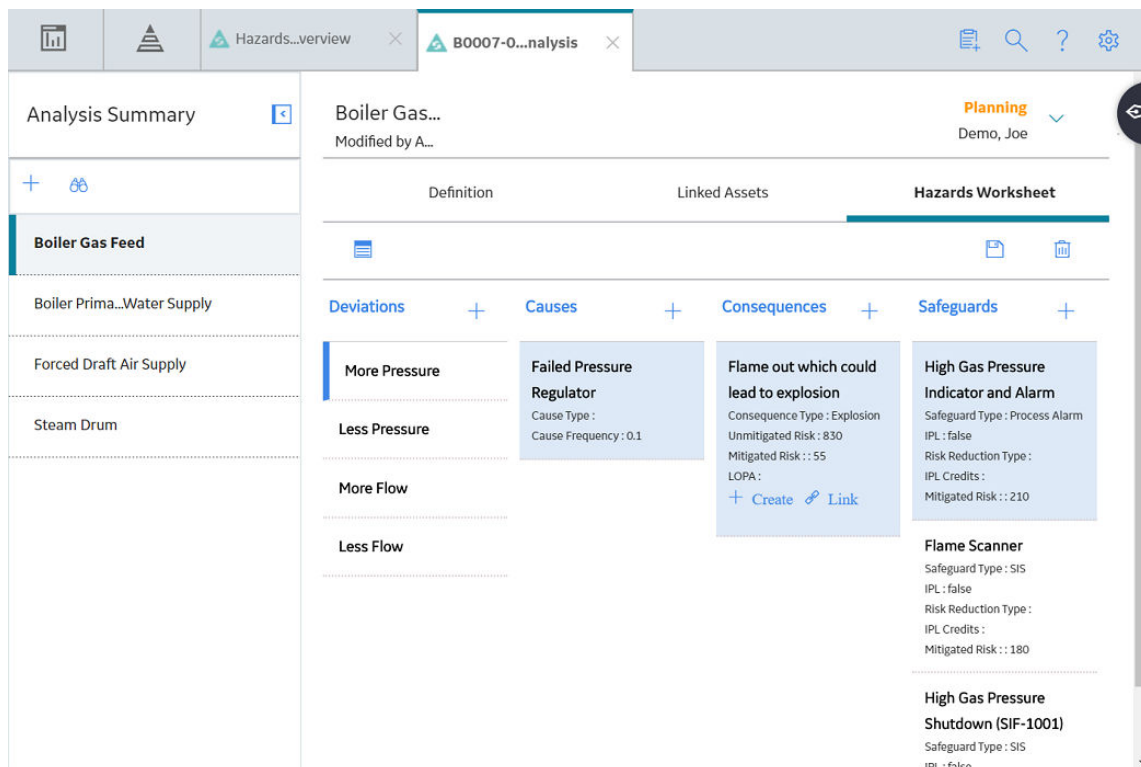 Hazards...verview
B0007-0...nalysis
Analysis Summary
Boiler Gas Feed
Boiler Prima...Water Supply
Forced Draft Air Supply
Steam Drum
Boiler Gas...
Modified by A...
Planning
Demo, Joe
Definition
Linked Assets
Hazards Worksheet
Deviations
More Pressure
Less Pressure
More Flow
Less Flow
Causes
Failed Pressure
Regulator
Cause Type :
Cause Frequency : 0.1
Consequences
Flame out which could
lead to explosion
Consequence Type : Explosion
Unmitigated Risk : 830
Mitigated Risk : : 55
LOPA :
Create
Link
Safeguards
High Gas Pressure
Indicator and Alarm
Safeguard Type : Process Alarm
IPL : false
Risk Reduction Type :
IPL Credits :
Mitigated Risk : : 210
Flame Scanner
Safeguard Type : SIS
IPL : false
Risk Reduction Type :
IPL Credits :
Mitigated Risk : : 180
High Gas Pressure
Shutdown (SIF-1001)
Safeguard Type : SIS
IPL : false